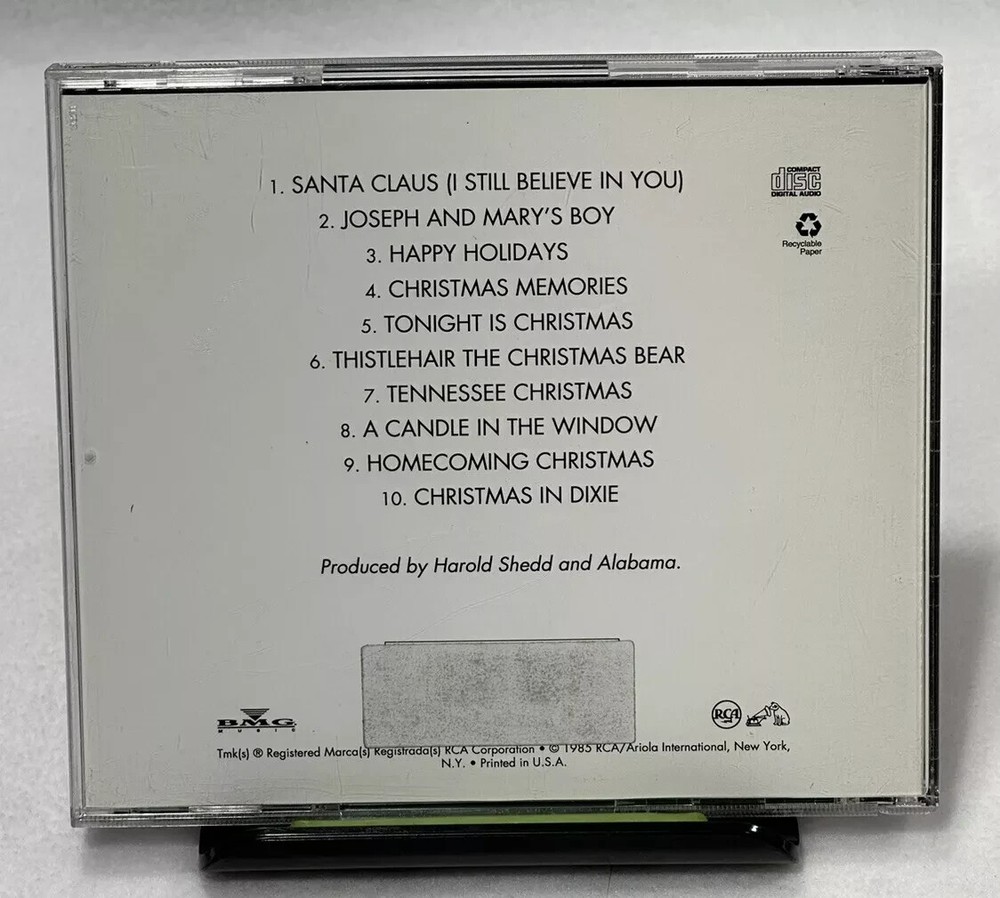 1. SANTA CLAUS (I STILL BELIEVE IN YOU)
2. JOSEPH AND MARY'S BOY
3. HAPPY HOLIDAYS
4. CHRISTMAS MEMORIES
5. TONIGHT IS CHRISTMAS
6. THISTLEHAIR THE CHRISTMAS BEAR
7. TENNESSEE CHRISTMAS
8. A CANDLE IN THE WINDOW
9. HOMECOMING CHRISTMAS
10. CHRISTMAS IN DIXIE
COMPACT
disc
DIGITAL AUDIO
Recyclable
Paper
Produced by Harold Shedd and Alabama.
BMG
MUSIC
RCA
Tmk(s) ® Registered Marca(s) Registrada(s) RCA Corporation • © 1985 RCA/Ariola International, New York,
N.Y. • Printed in U.S.A.